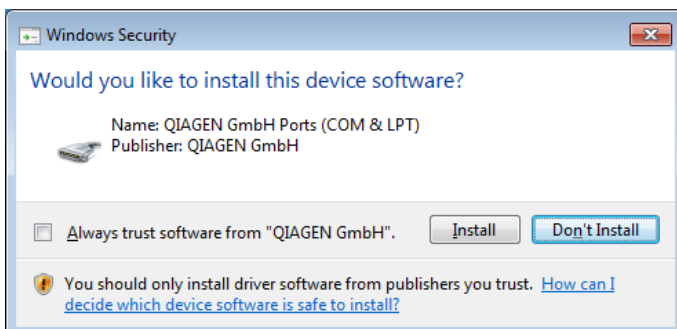 Windows Security
Would you like to install this device software?
Name: QIAGEN GmbH Ports (COM & LPT)
Publisher: QIAGEN GmbH
Always trust software from "QIAGEN GmbH".
Install
Don't Install
You should only install driver software from publishers you trust. How can I
decide which device software is safe to install?